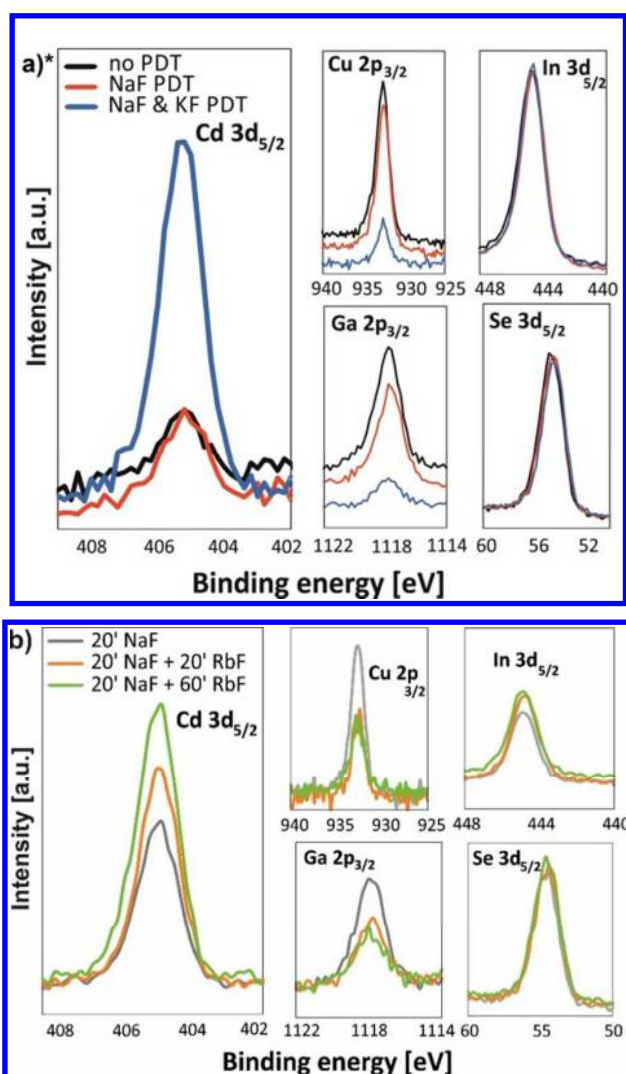 a)*
no PDT
NaF PDT
NaF & KF PDT
Cd 3d5/2
Cu 2p3/2
In 3d5/2
940 935 930 925
448 444 440
Ga 2p3/2
Se 3d5/2
Intensity [a.u.]
408 405 402
1122 1118 1114
60 56 52
Binding energy [eV]
b)
20' NaF
20' NaF + 20' RbF
20' NaF + 60' RbF
Cd 3d5/2
Cu 2p3/2
In 3d5/2
940 935 930 925
448 444 440
Ga 2p3/2
Se 3d5/2
Intensity [a.u.]
408 405 402
1122 1118 1114
60 55 50
Binding energy [eV]